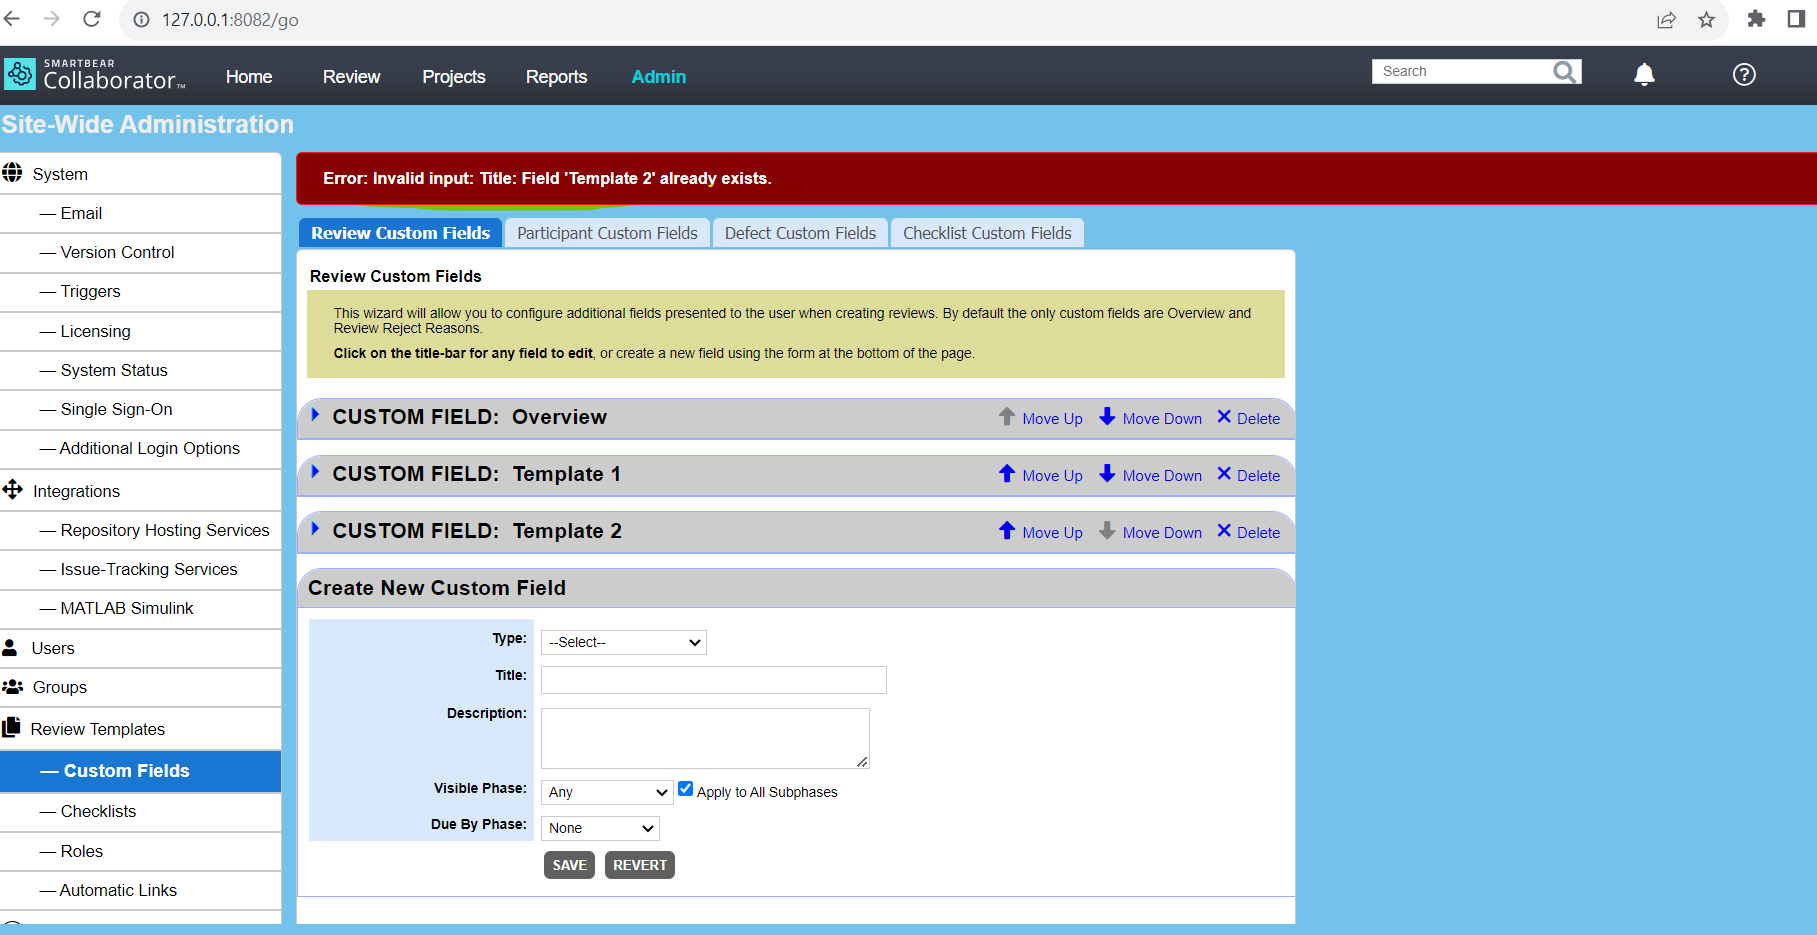 127.0.0.1:8082/go
SMARTBEAR
Collaborator™
Home Review Projects Reports Admin
Search
Site-Wide Administration
System
— Email
— Version Control
— Triggers
— Licensing
— System Status
— Single Sign-On
— Additional Login Options
Integrations
— Repository Hosting Services
— Issue-Tracking Services
— MATLAB Simulink
Users
Groups
Review Templates
— Custom Fields
— Checklists
— Roles
— Automatic Links
Error: Invalid input: Title: Field 'Template 2' already exists.
Review Custom Fields Participant Custom Fields Defect Custom Fields Checklist Custom Fields
Review Custom Fields
This wizard will allow you to configure additional fields presented to the user when creating reviews. By default the only custom fields are Overview and
Review Reject Reasons.
Click on the title-bar for any field to edit, or create a new field using the form at the bottom of the page.
CUSTOM FIELD: Overview Move Up Move Down Delete
CUSTOM FIELD: Template 1 Move Up Move Down Delete
CUSTOM FIELD: Template 2 Move Up Move Down Delete
Create New Custom Field
Type: --Select--
Title:
Description:
Visible Phase: Any Apply to All Subphases
Due By Phase: None
SAVE REVERT